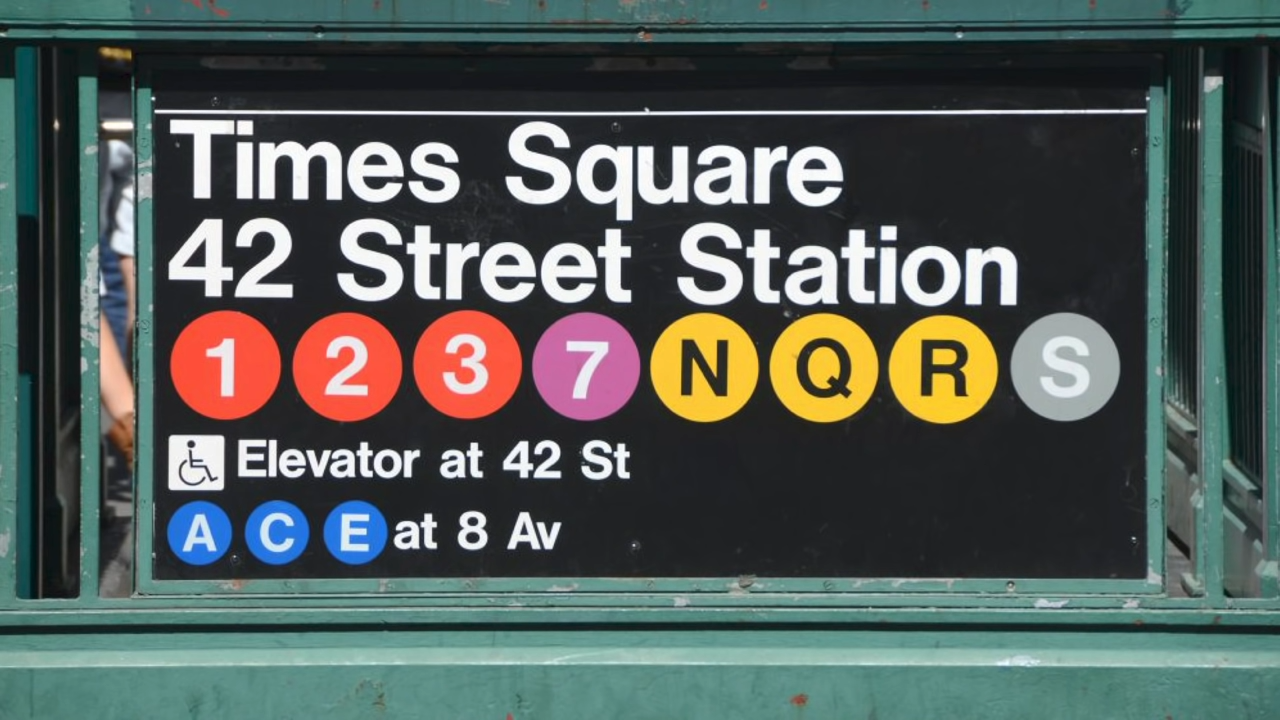 Times Square
42 Street Station
1 2 3 7 N Q R S
Elevator at 42 St
A C E at 8 Av